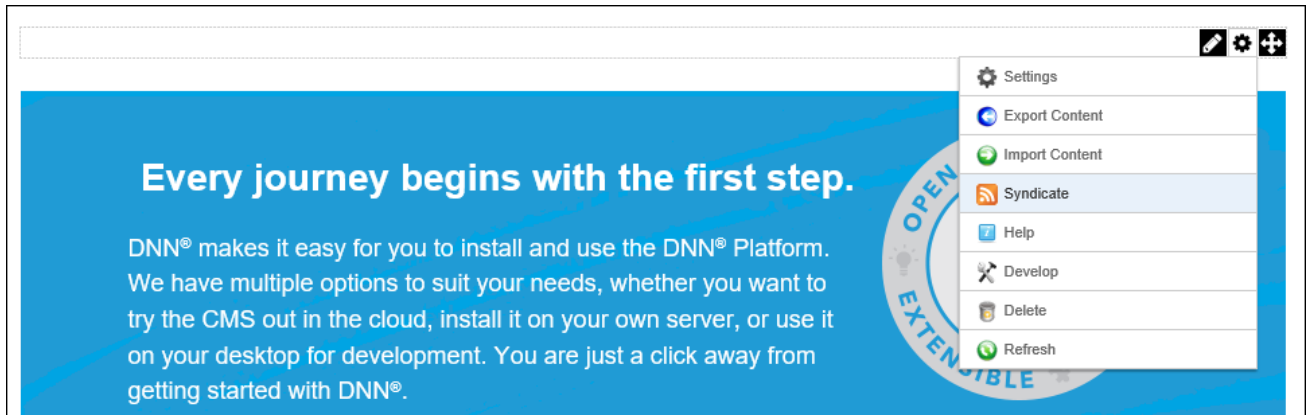 Settings
Export Content
Import Content
Syndicate
Help
Develop
Delete
Refresh
Every journey begins with the first step.
DNN® makes it easy for you to install and use the DNN® Platform.
We have multiple options to suit your needs, whether you want to
try the CMS out in the cloud, install it on your own server, or use it
on your desktop for development. You are just a click away from
getting started with DNN®.
OPEN
EXTENSIBLE